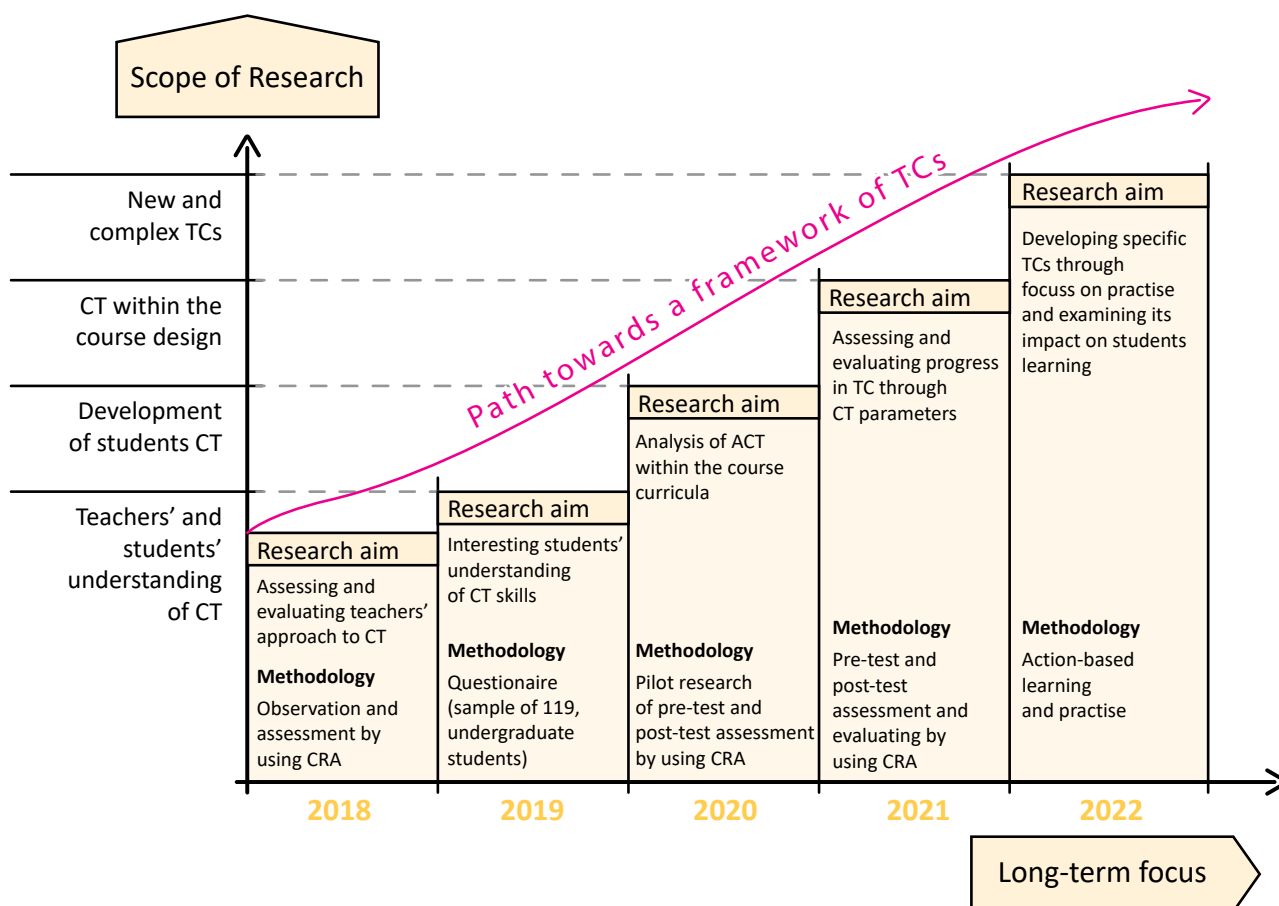 Scope of Research
New and
complex TCs
CT within the
course design
Development
of students CT
Teachers’ and
students’
understanding
of CT
Path towards a framework of TCs
Research aim
Assessing and
evaluating teachers’
approach to CT
Methodology
Observation and
assessment by
using CRA
Research aim
Interesting students’
understanding
of CT skills
Methodology
Questionaire
(sample of 119,
undergraduate
students)
Research aim
Analysis of ACT
within the course
curricula
Methodology
Pilot research
of pre-test and
post-test assessment
by using CRA
Research aim
Assessing and
evaluating progress
in TC through
CT parameters
Methodology
Pre-test and
post-test
assessment and
evaluating by
using CRA
Research aim
Developing specific
TCs through
focuss on practise
and examining its
impact on students
learning
Methodology
Action-based
learning
and practise
2018
2019
2020
2021
2022
Long-term focus